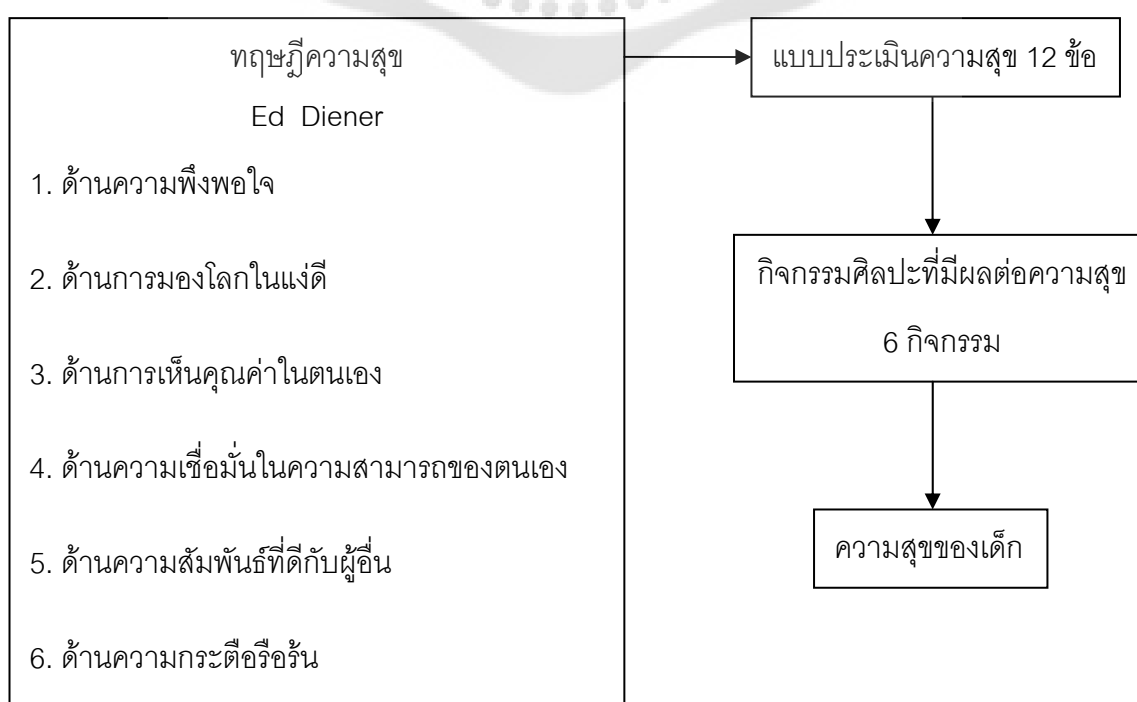 ทฤษฎีความสุข
Ed Diener
1. ด้านความพึงพอใจ
2. ด้านการมองโลกในแง่ดี
3. ด้านการเห็นคุณค่าในตนเอง
4. ด้านความเชื่อมั่นในความสามารถของตนเอง
5. ด้านความสัมพันธ์ที่ดีกับผู้อื่น
6. ด้านความกระตือรือร้น
แบบประเมินความสุข 12 ข้อ
กิจกรรมศิลปะที่มีผลต่อความสุข
6 กิจกรรม
ความสุขของเด็ก